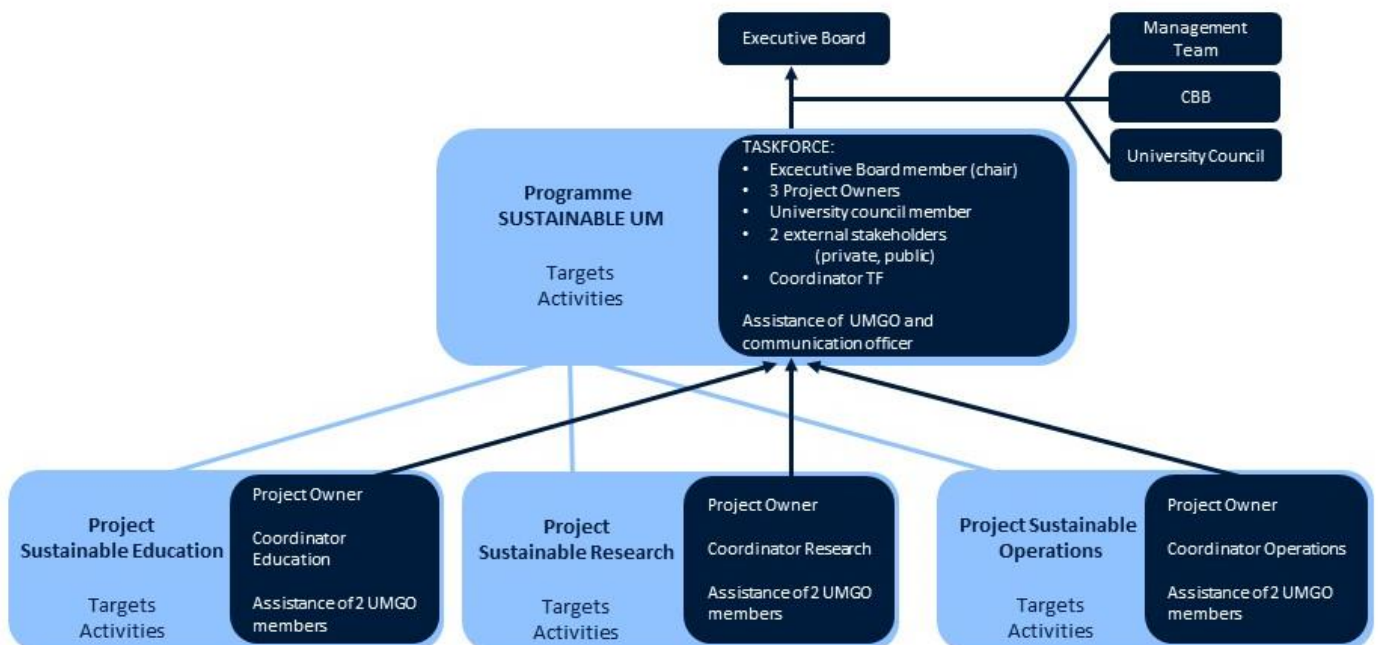 Executive Board
Management
Team
CBB
University Council
Programme
SUSTAINABLE UM
Targets
Activities
TASKFORCE:
• Excecutive Board member (chair)
• 3 Project Owners
• University council member
• 2 external stakeholders
(private, public)
• Coordinator TF
Assistance of UMGO and
communication officer
Project
Sustainable Education
Targets
Activities
Project Owner
Coordinator
Education
Assistance of 2 UMGO
members
Project
Sustainable Research
Targets
Activities
Project Owner
Coordinator Research
Assistance of 2 UMGO
members
Project Sustainable
Operations
Targets
Activities
Project Owner
Coordinator Operations
Assistance of 2 UMGO
members